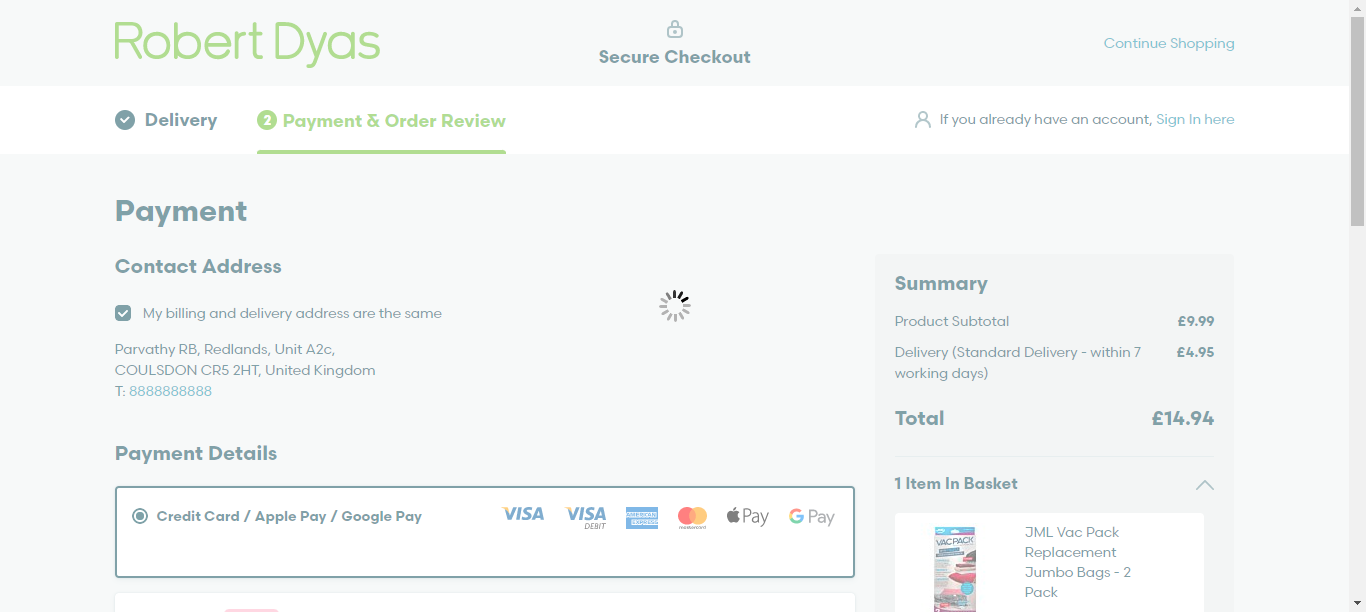 Robert Dyas
Secure Checkout
Continue Shopping
Delivery
2 Payment & Order Review
If you already have an account, Sign In here
Payment
Contact Address
My billing and delivery address are the same
Parvathy RB, Redlands, Unit A2c,
COULSDON CR5 2HT, United Kingdom
T: 8888888888
Payment Details
Credit Card / Apple Pay / Google Pay
VISA
VISA
DEBIT
AMERICAN
EXPRESS
mastercard
Pay
G Pay
Summary
Product Subtotal £9.99
Delivery (Standard Delivery - within 7 £4.95
working days)
Total £14.94
1 Item In Basket
VACPACK
JML Vac Pack
Replacement
Jumbo Bags - 2
Pack